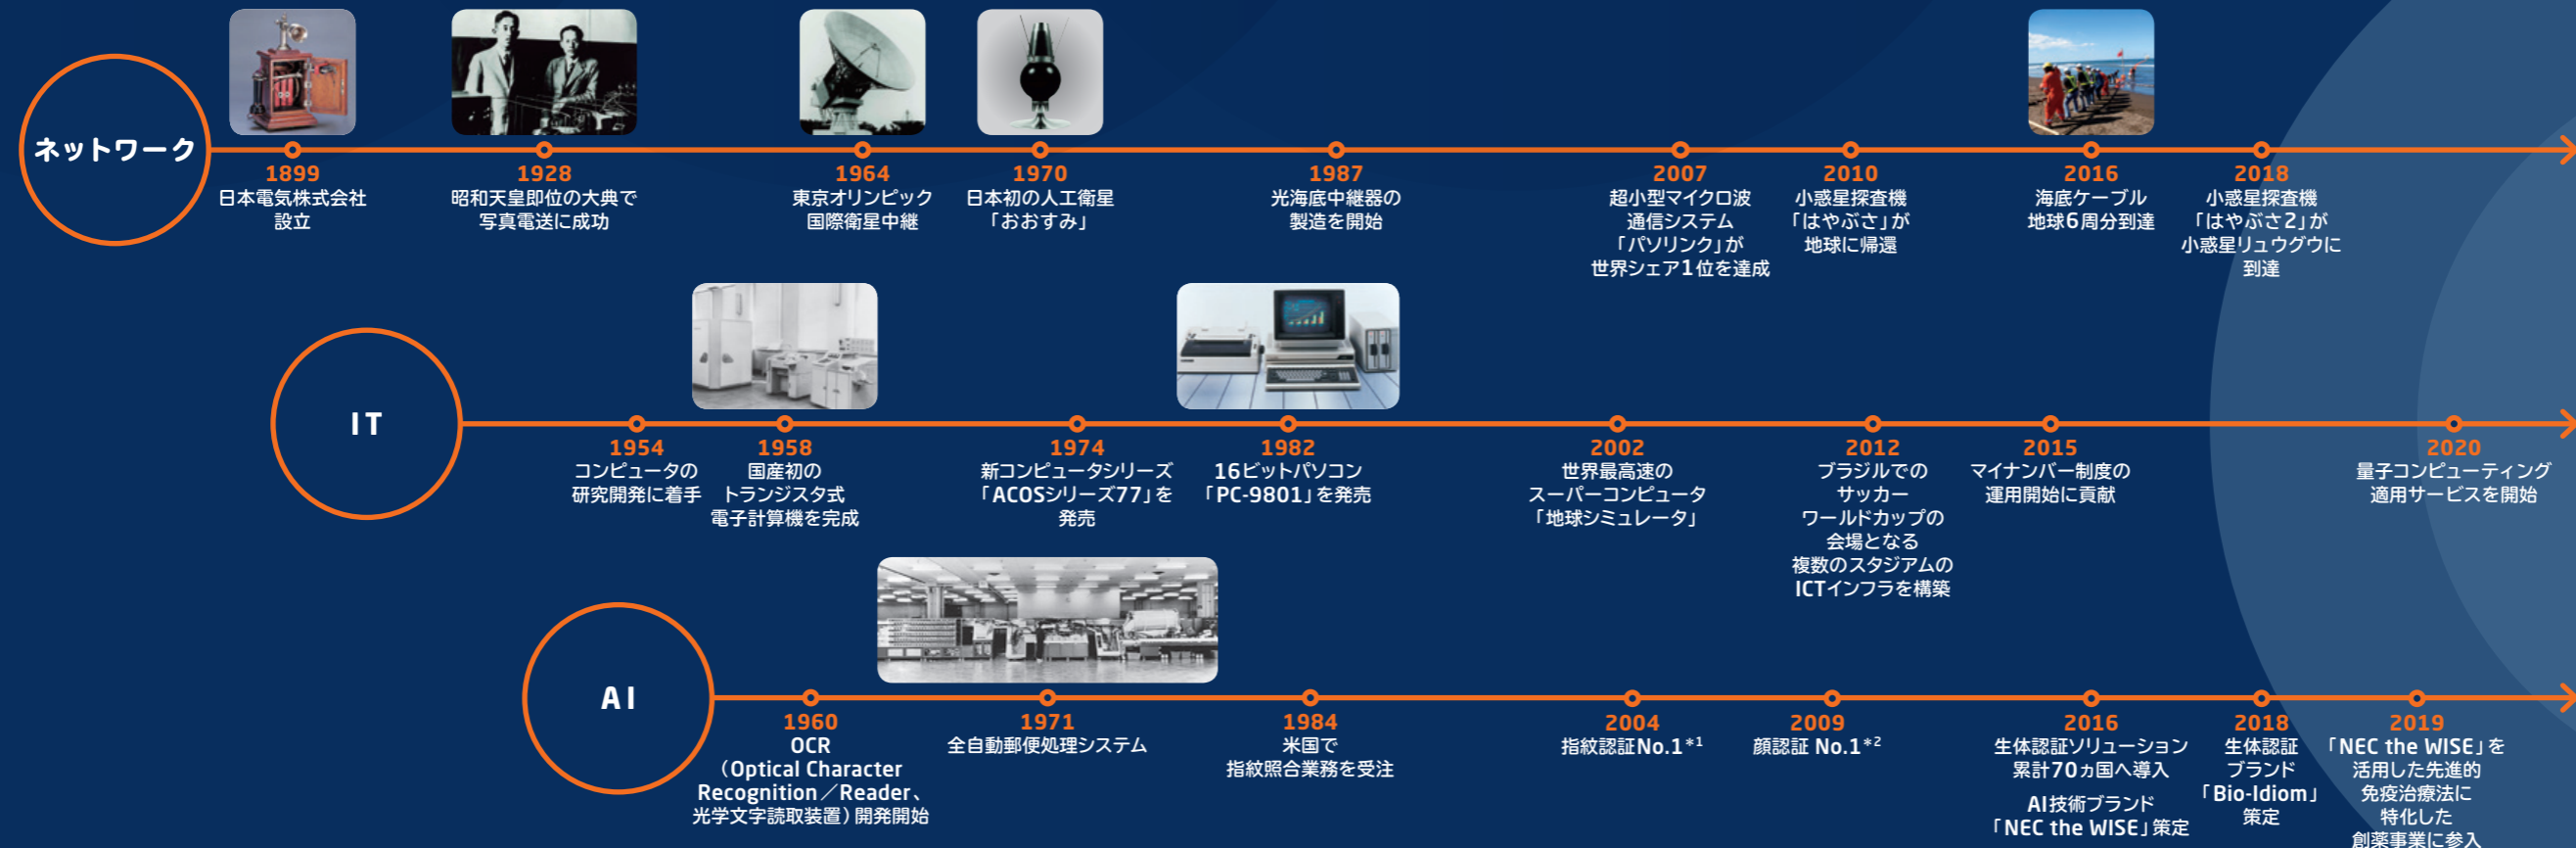 ネットワーク
1899
日本電気株式会社
設立
1928
昭和天皇即位の大典で
写真電送に成功
1964
東京オリンピック
国際衛星中継
1970
日本初の人工衛星
「おおすみ」
1987
光海底中継器の
製造を開始
2007
超小型マイクロ波
通信システム
「パソリンク」が
世界シェア1位を達成
2010
小惑星探査機
「はやぶさ」が
地球に帰還
2016
海底ケーブル
地球6周分到達
2018
小惑星探査機
「はやぶさ2」が
小惑星リュウグウに
到達
IT
1954
コンピュータの
研究開発に着手
1958
国産初の
トランジスタ式
電子計算機を完成
1974
新コンピュータシリーズ
「ACOSシリーズ77」を
発売
1982
16ビットパソコン
「PC-9801」を発売
2002
世界最高速の
スーパーコンピュータ
「地球シミュレータ」
2012
ブラジルでの
サッカー
ワールドカップの
会場となる
複数のスタジアムの
ICTインフラを構築
2015
マイナンバー制度の
運用開始に貢献
2020
量子コンピューティング
適用サービスを開始
AI
1960
OCR
（Optical Character
Recognition／Reader、
光学文字読取装置）開発開始
1971
全自動郵便処理システム
1984
米国で
指紋照合業務を受注
2004
指紋認証No.1*1
2009
顔認証 No.1*2
2016
生体認証ソリューション
累計70ヵ国へ導入
AI技術ブランド
「NEC the WISE」策定
2018
生体認証
ブランド
「Bio-Idiom」
策定
2019
「NEC the WISE」を
活用した先進的
免疫治療法に
特化した
創薬事業に参入